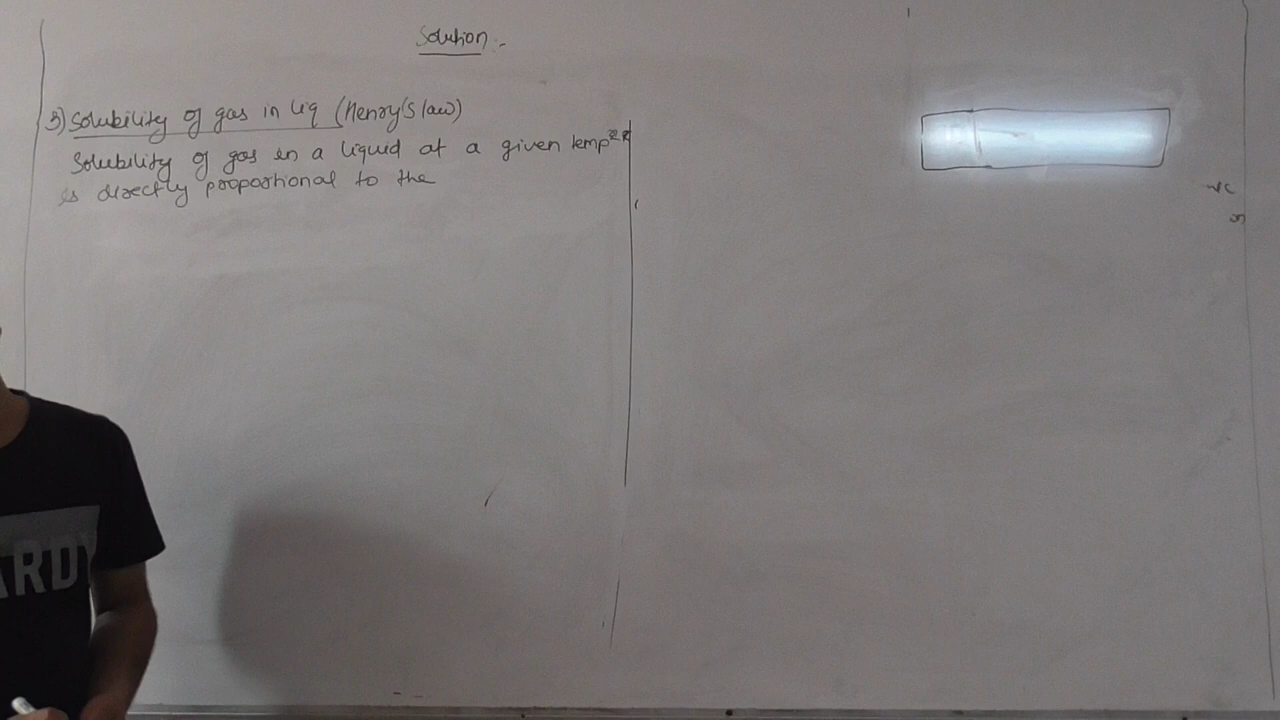 Solution :-
3) Solubility of gas in liq (Henry's law)
Solubility of gas in a liquid at a given temp
is directly proportional to the
ARDY